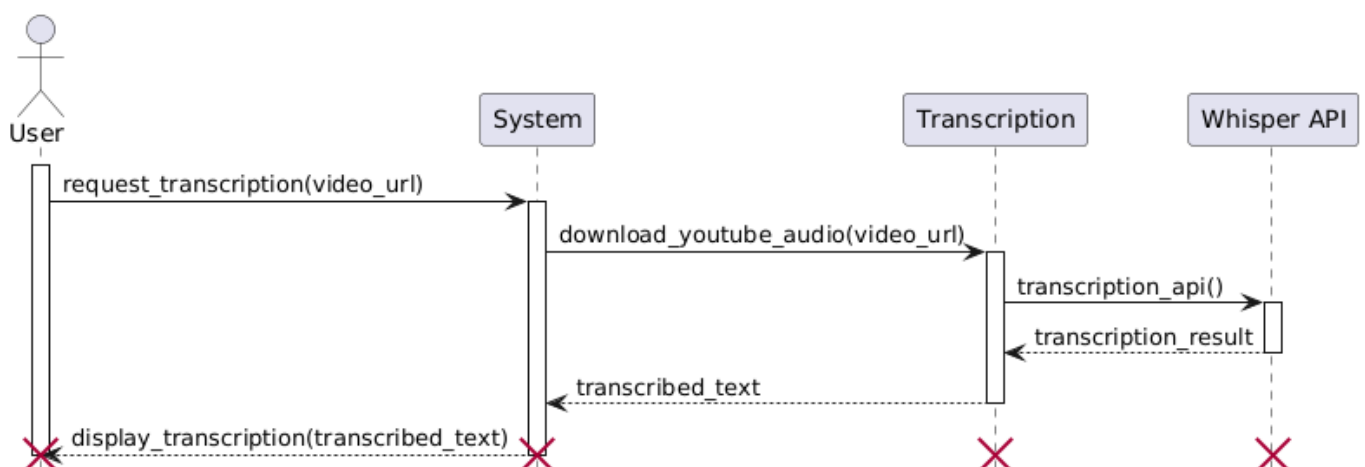 User
System
Transcription
Whisper API
request_transcription(video_url)
download_youtube_audio(video_url)
transcription_api()
transcription_result
transcribed_text
display_transcription(transcribed_text)